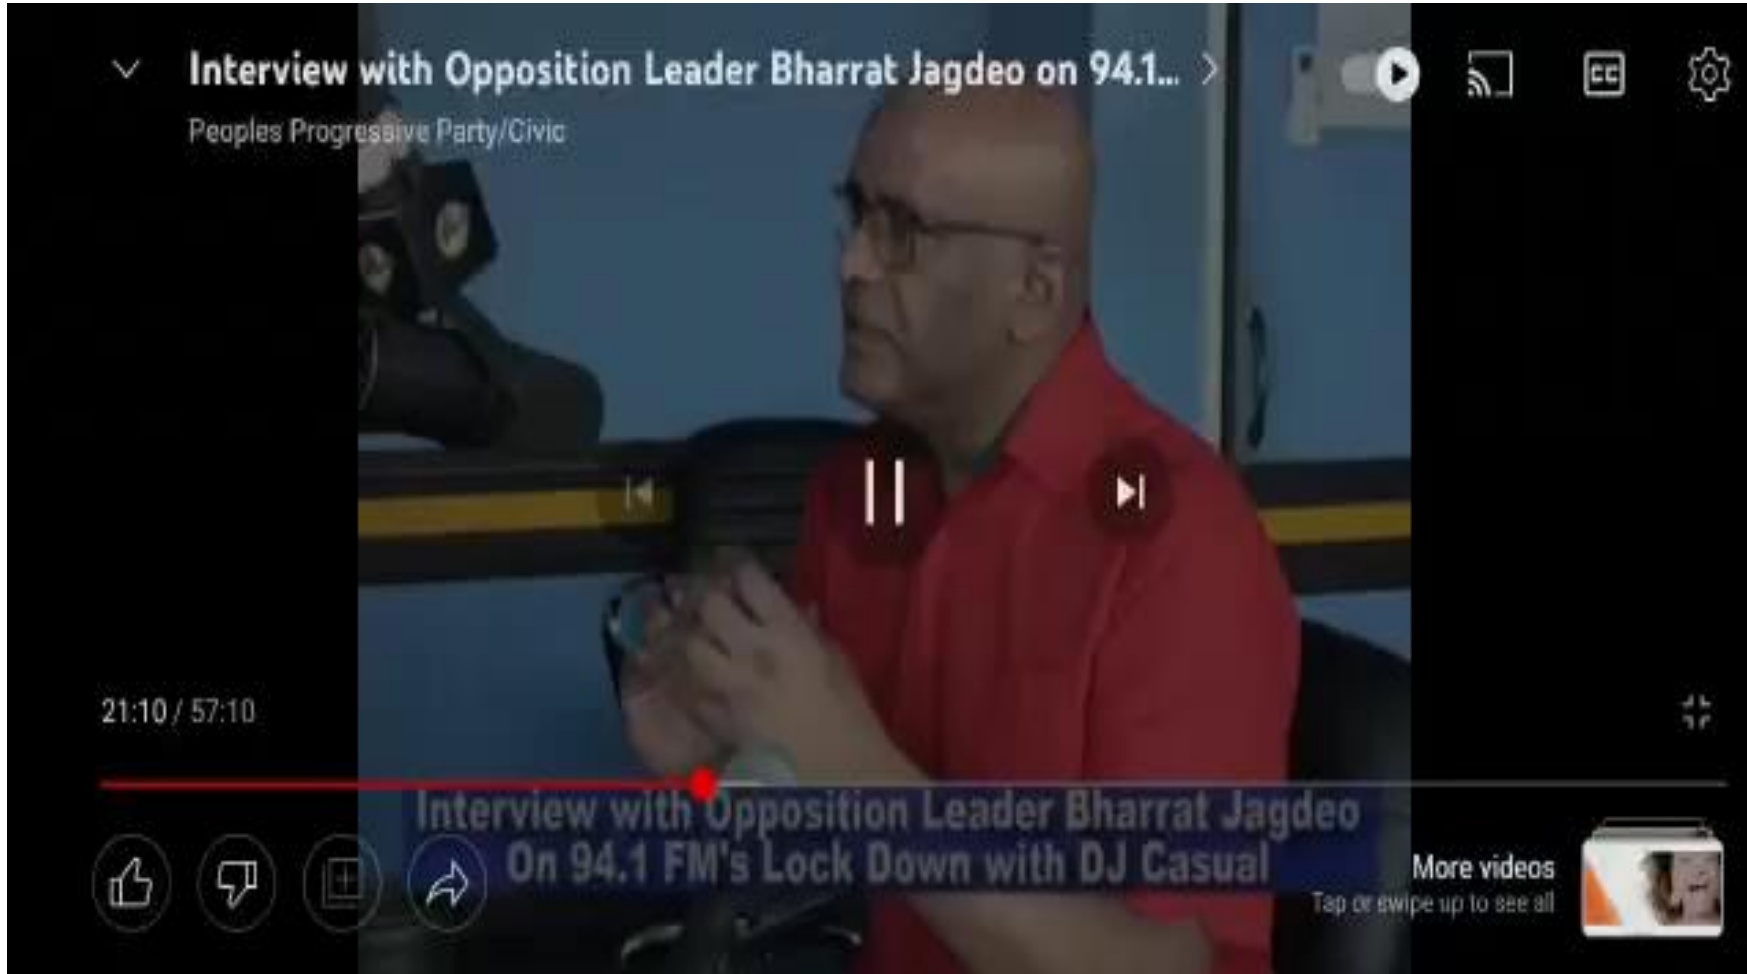 Interview with Opposition Leader Bharrat Jagdeo on 94.1...
Peoples Progressive Party/Civic
CC
21:10 / 57:10
Interview with Opposition Leader Bharrat Jagdeo
On 94.1 FM's Lock Down with DJ Casual
More videos
Tap or swipe up to see all